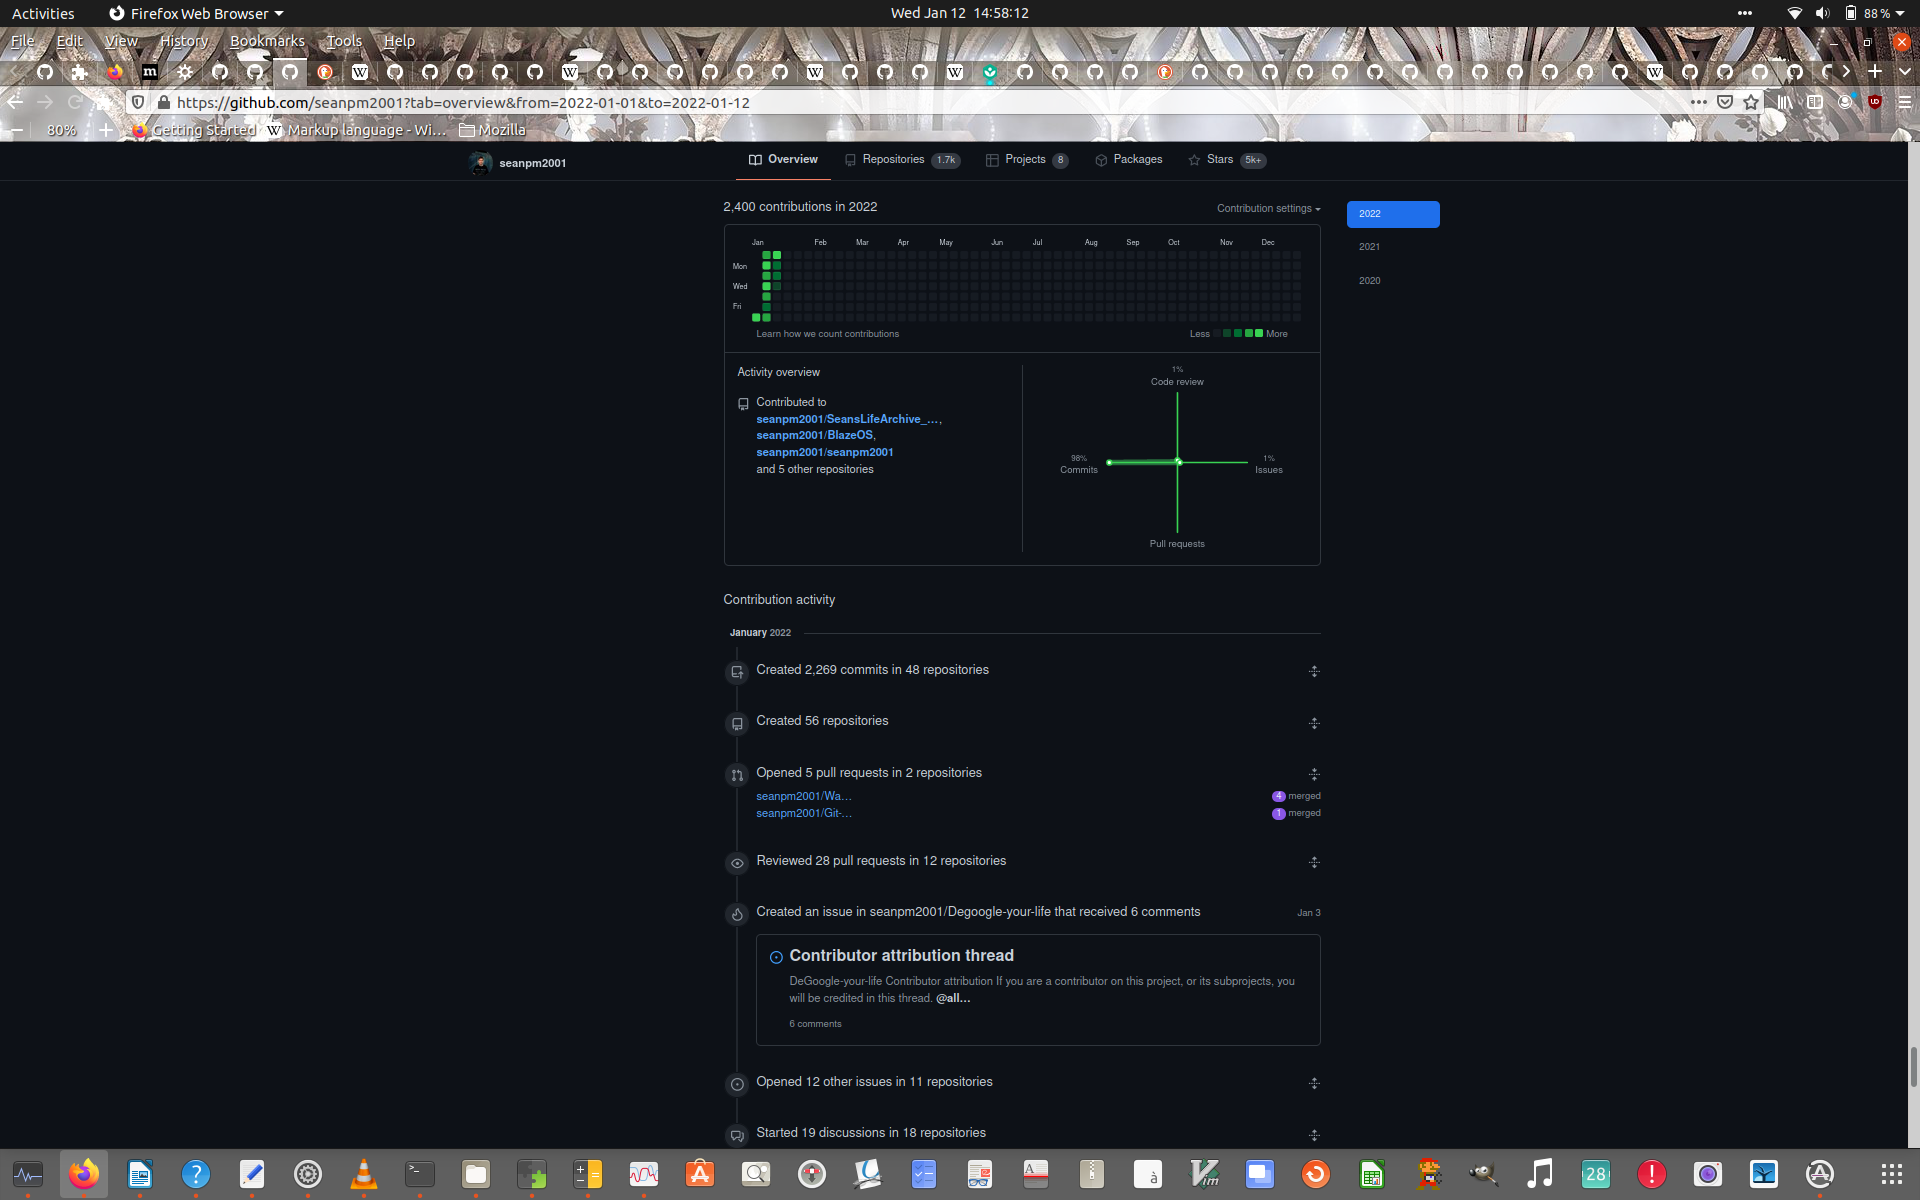 Activities
Firefox Web Browser
Wed Jan 12 14:58:12
88 %
File Edit View History Bookmarks Tools Help
https://github.com/seanpm2001?tab=overview&from=2022-01-01&to=2022-01-12
80%
Getting Started
Markup language - Wi…
Mozilla
seanpm2001
Overview
Repositories 1.7k
Projects 8
Packages
Stars 5k+
2,400 contributions in 2022
Contribution settings
2022
2021
2020
Jan Feb Mar Apr May Jun Jul Aug Sep Oct Nov Dec
Mon
Wed
Fri
Learn how we count contributions
Less More
Activity overview
Contributed to
seanpm2001/SeansLifeArchive_…,
seanpm2001/BlazeOS,
seanpm2001/seanpm2001
and 5 other repositories
1%
Code review
98%
Commits
1%
Issues
Pull requests
Contribution activity
January 2022
Created 2,269 commits in 48 repositories
Created 56 repositories
Opened 5 pull requests in 2 repositories
seanpm2001/Wa…
4 merged
seanpm2001/Git-…
1 merged
Reviewed 28 pull requests in 12 repositories
Created an issue in seanpm2001/Degoogle-your-life that received 6 comments
Jan 3
Contributor attribution thread
DeGoogle-your-life Contributor attribution If you are a contributor on this project, or its subprojects, you
will be credited in this thread. @all…
6 comments
Opened 12 other issues in 11 repositories
Started 19 discussions in 18 repositories
28